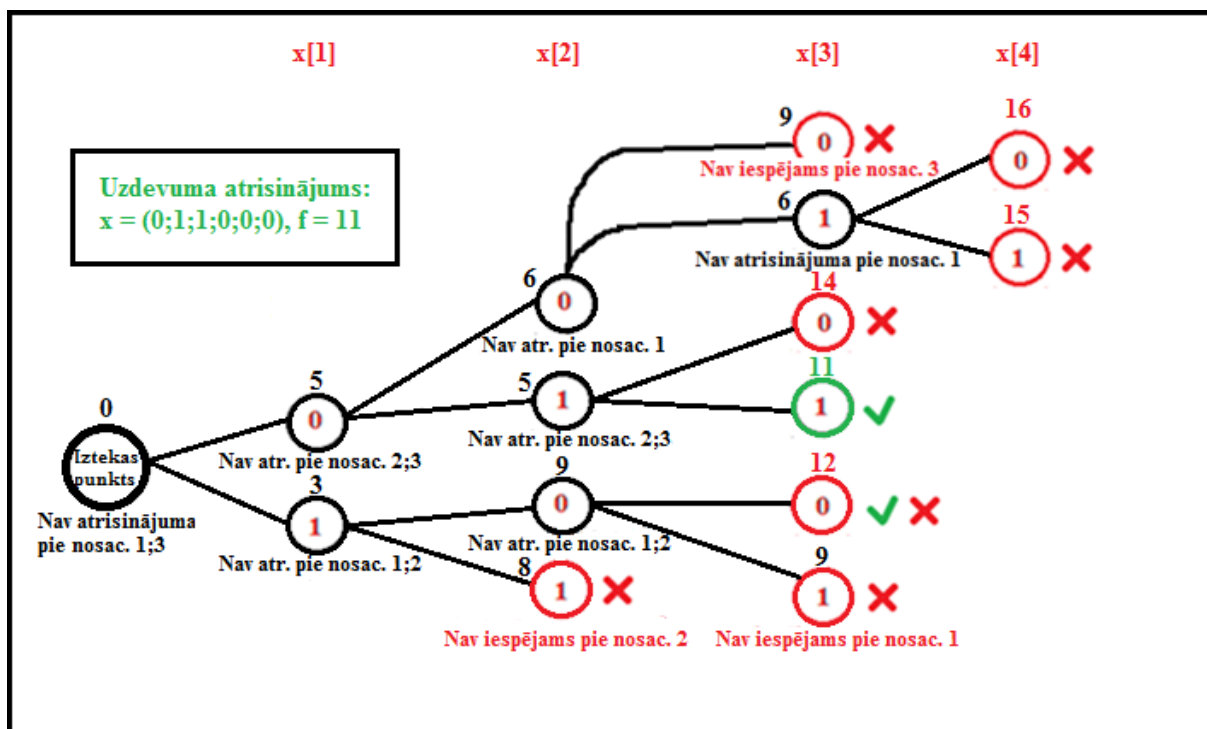 x[1] x[2] x[3] x[4]
Uzdevuma atrisinājums:
x = (0;1;1;0;0;0), f = 11
9
0
Nav iespējams pie nosac. 3
16
0
6
1
Nav atrisinājuma pie nosac. 1
15
1
6
0
Nav atr. pie nosac. 1
14
0
5
0
Nav atr. pie nosac. 2;3
5
1
Nav atr. pie nosac. 2;3
11
1
0
Iztekas
punkts
Nav atrisinājuma
pie nosac. 1;3
3
1
Nav atr. pie nosac. 1;2
9
0
Nav atr. pie nosac. 1;2
12
0
8
1
Nav iespējams pie nosac. 2
9
1
Nav iespējams pie nosac. 1